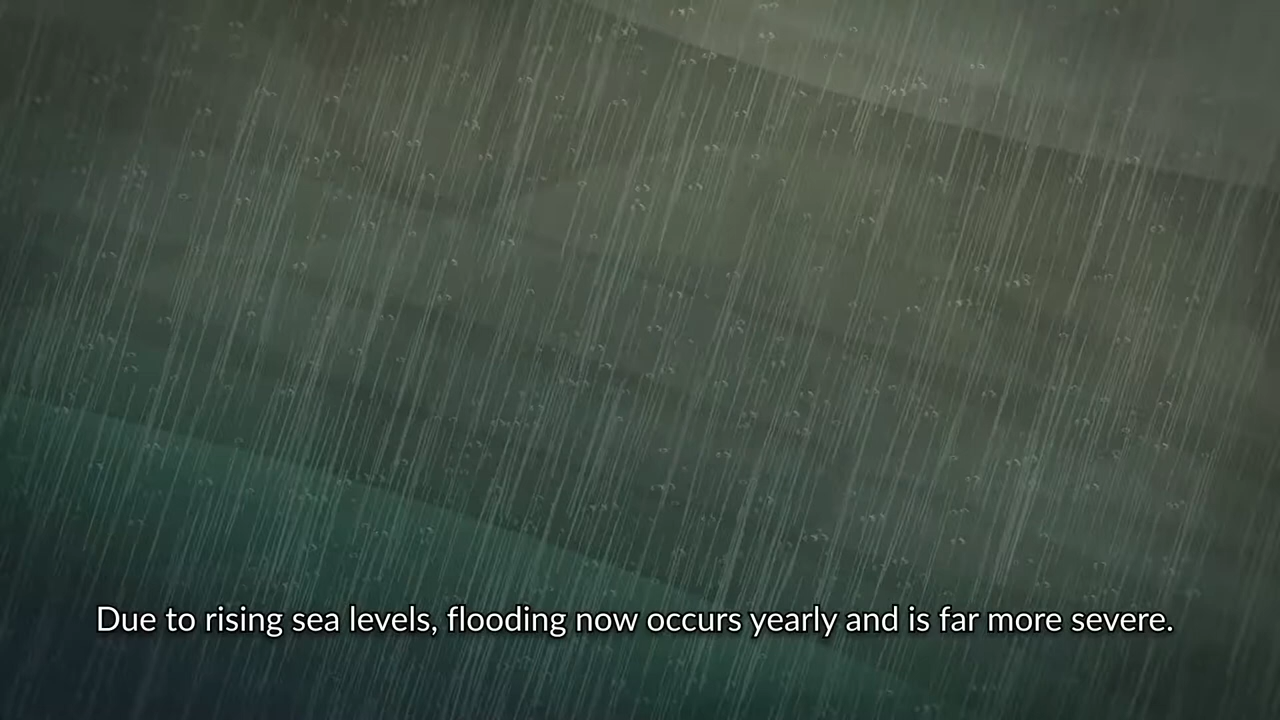 Due to rising sea levels, flooding now occurs yearly and is far more severe.